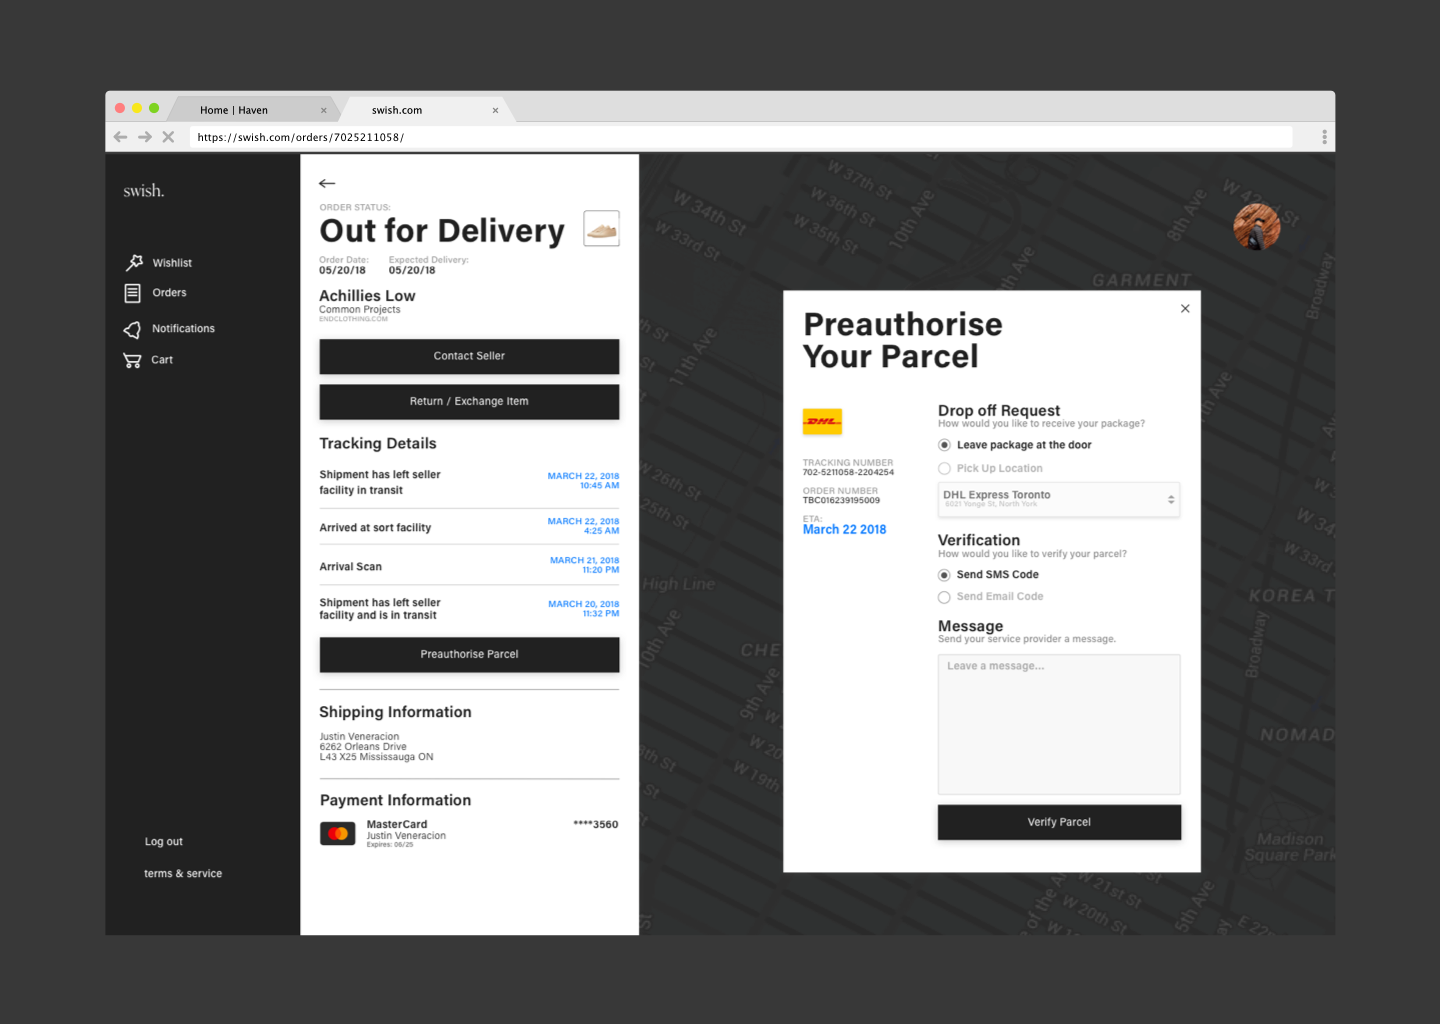 Home | Haven
swish.com
https://swish.com/orders/7025211058/
swish.
Wishlist
Orders
Notifications
Cart
Log out
terms & service
ORDER STATUS:
Out for Delivery
Order Date: Expected Delivery:
05/20/18 05/20/18
Achillies Low
Common Projects
ENDCLOTHING.COM
Contact Seller
Return / Exchange Item
Tracking Details
Shipment has left seller
facility in transit
MARCH 22, 2018
10:45 AM
Arrived at sort facility
MARCH 22, 2018
4:25 AM
Arrival Scan
MARCH 21, 2018
11:20 PM
Shipment has left seller
facility and is in transit
MARCH 20, 2018
11:32 PM
Preauthorise Parcel
Shipping Information
Justin Veneracion
6262 Orleans Drive
L43 X25 Mississauga ON
Payment Information
MasterCard ****3560
Justin Veneracion
Expires: 06/25
Preauthorise
Your Parcel
DHL
TRACKING NUMBER
702-5211058-2204254
ORDER NUMBER
TBC016239195009
ETA:
March 22 2018
Drop off Request
How would you like to receive your package?
Leave package at the door
Pick Up Location
DHL Express Toronto
6021 Yonge St, North York
Verification
How would you like to verify your parcel?
Send SMS Code
Send Email Code
Message
Send your service provider a message.
Leave a message...
Verify Parcel
W 37th St
W 36th St
W 35th St
W 34th St
W 33rd St
10th Ave
8th Ave
W 42nd St
Broadway
GARMENT
11th Ave
W 26th St
25th St
High Line
10th Ave
CHE
9th Ave
W 20
W 19th St
W 34
W 33rd
KOREA T
Broadway
NOMAD
Madison
Square Park
W 21st St
W 20th St
5th Ave
E 22